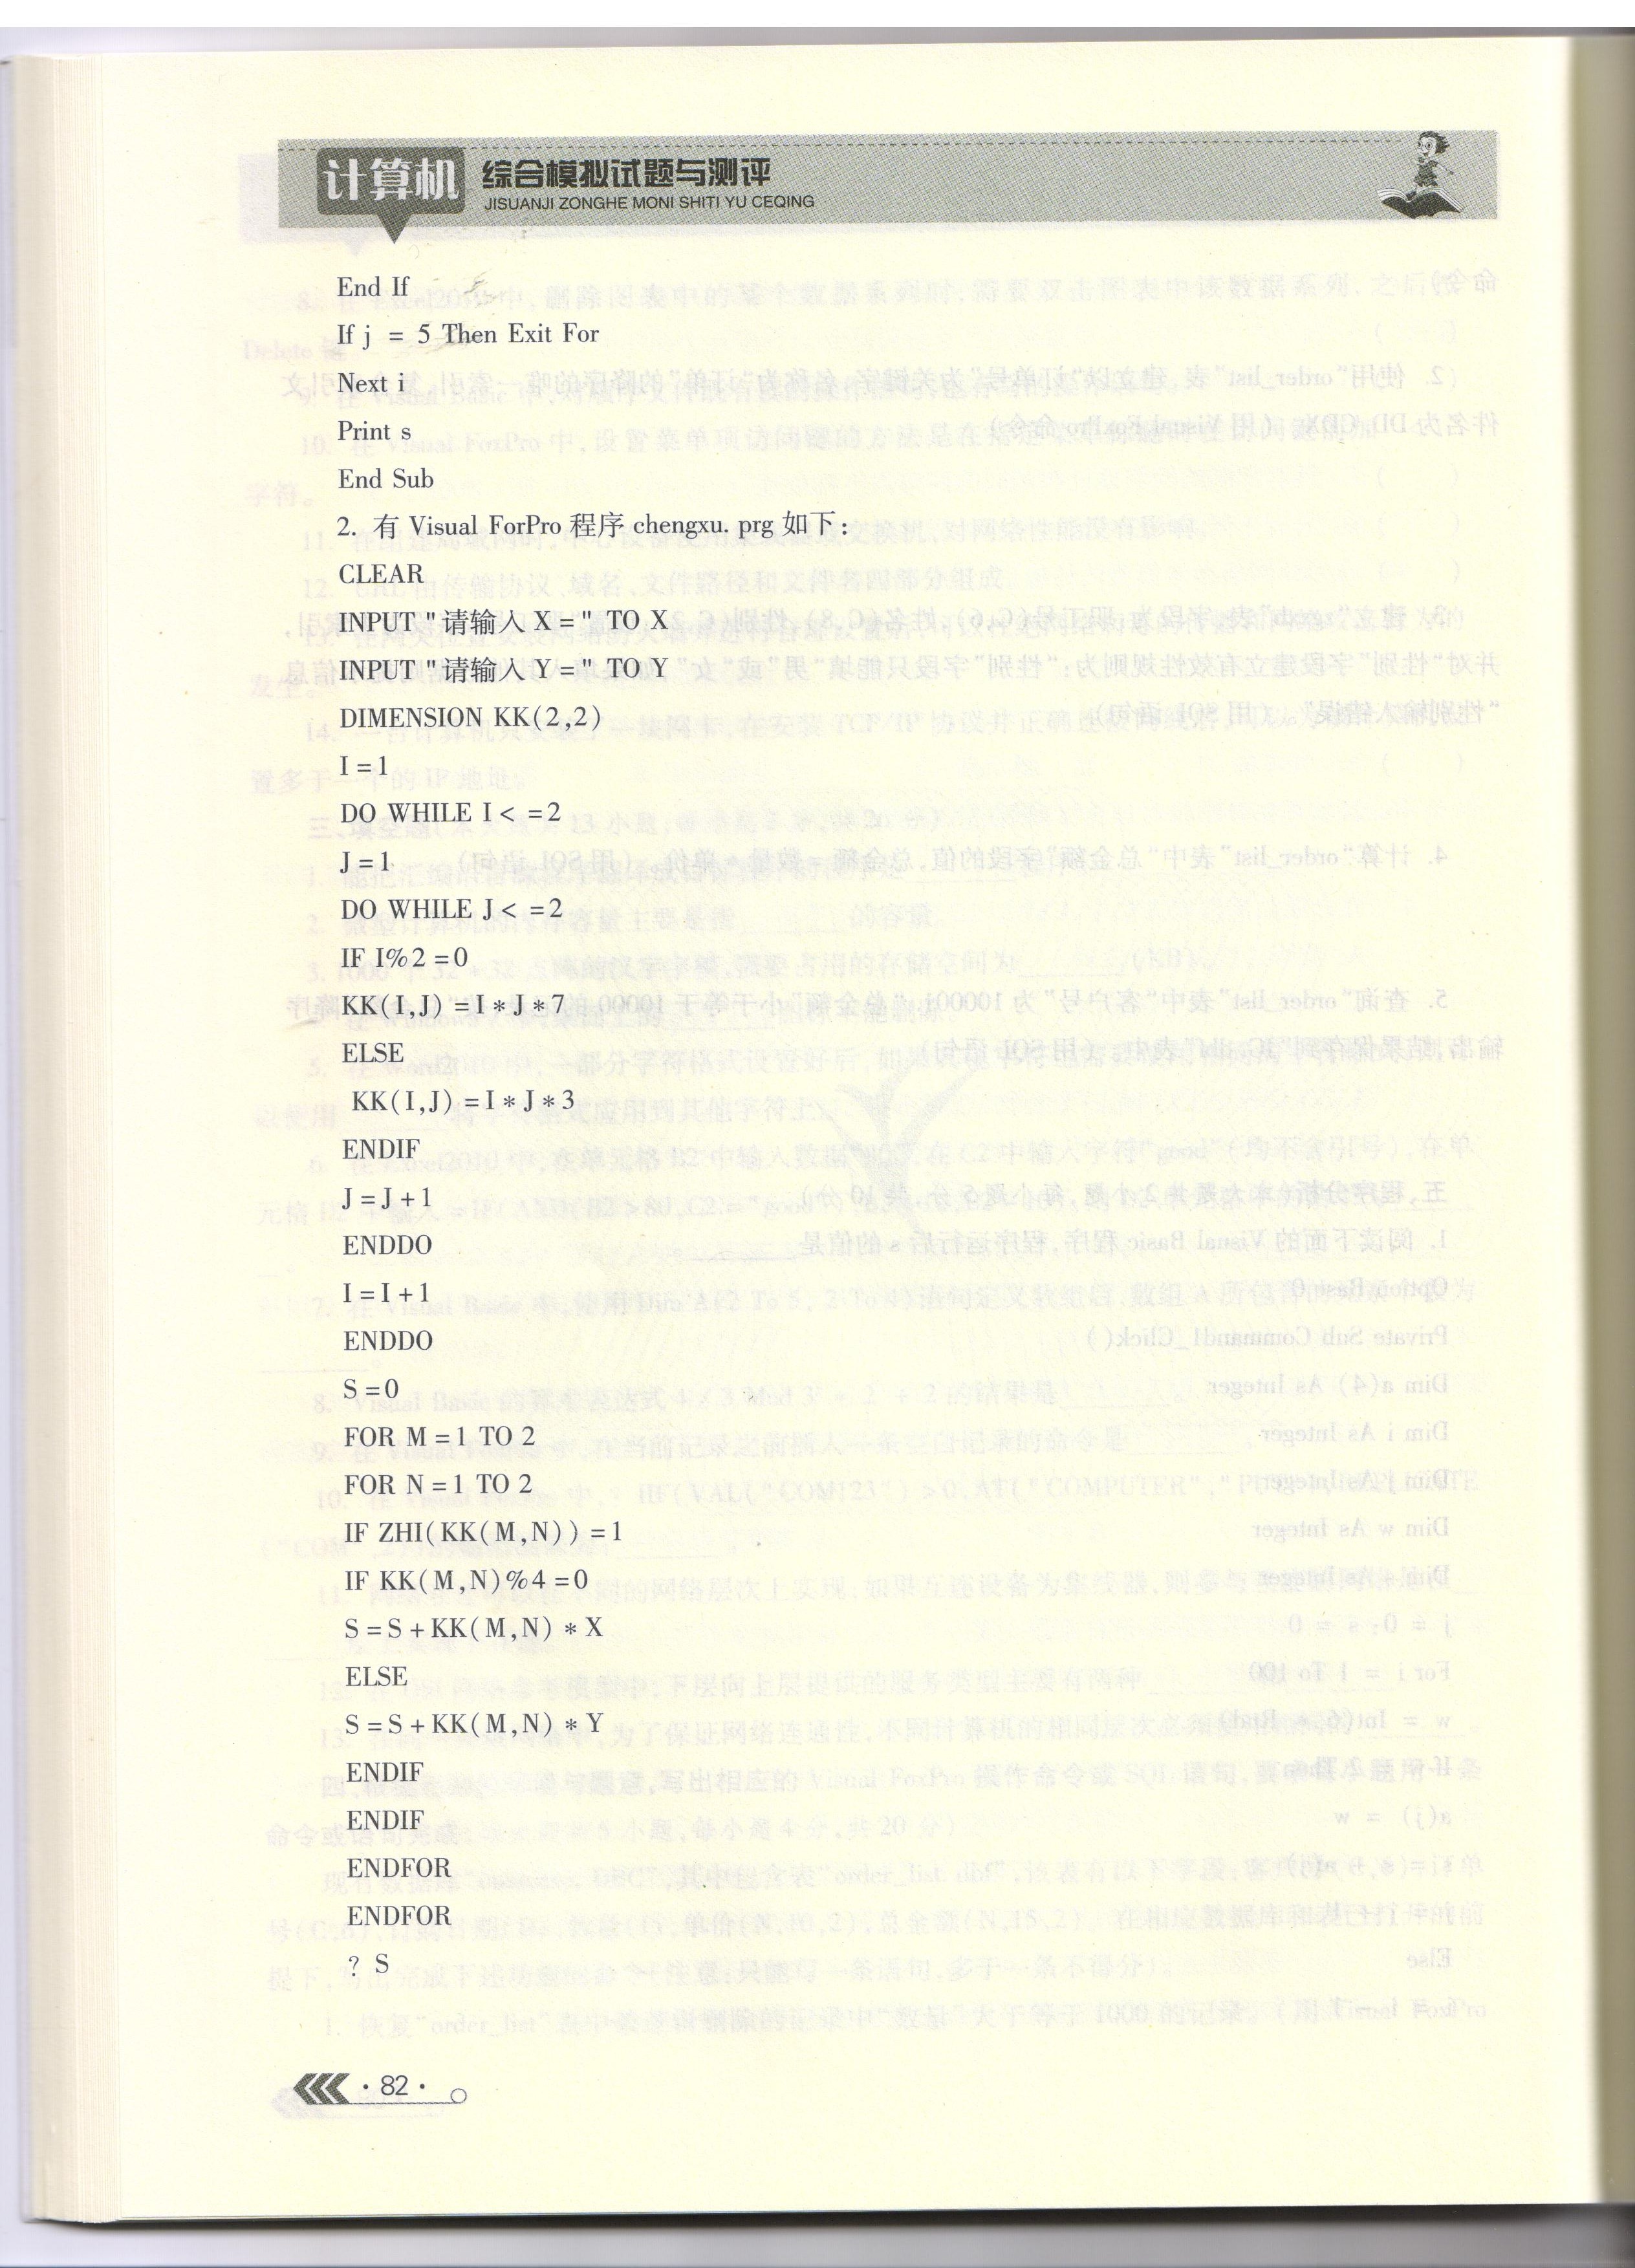 计算机 综合模拟试题与测评
JISUANJI ZONGHE MONI SHITI YU CEQING
End If
If j = 5 Then Exit For
Next i
Print s
End Sub
2. 有 Visual ForPro 程序 chengxu. prg 如下:
CLEAR
INPUT "请输入 X =" TO X
INPUT "请输入 Y =" TO Y
DIMENSION KK(2,2)
I =1
DO WHILE I< =2
J =1
DO WHILE J< =2
IF I%2 =0
KK(I,J) =I * J * 7
ELSE
KK(I,J) =I * J * 3
ENDIF
J =J +1
ENDDO
I =I +1
ENDDO
S =0
FOR M =1 TO 2
FOR N =1 TO 2
IF ZHI(KK(M,N)) =1
IF KK(M,N)%4 =0
S =S +KK(M,N) * X
ELSE
S =S +KK(M,N) * Y
ENDIF
ENDIF
ENDFOR
ENDFOR
? S
· 82 ·